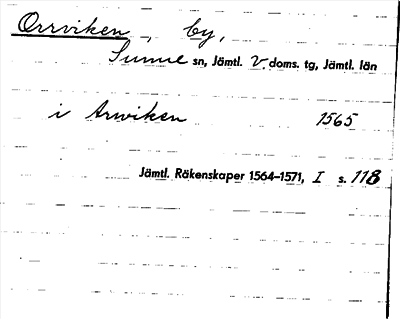 Orrviken, by,
Sunne sn, Jämtl. V. doms. tg, Jämtl. län
i Arwiken 1565
Jämtl. Räkenskaper 1564–1571, I s. 118